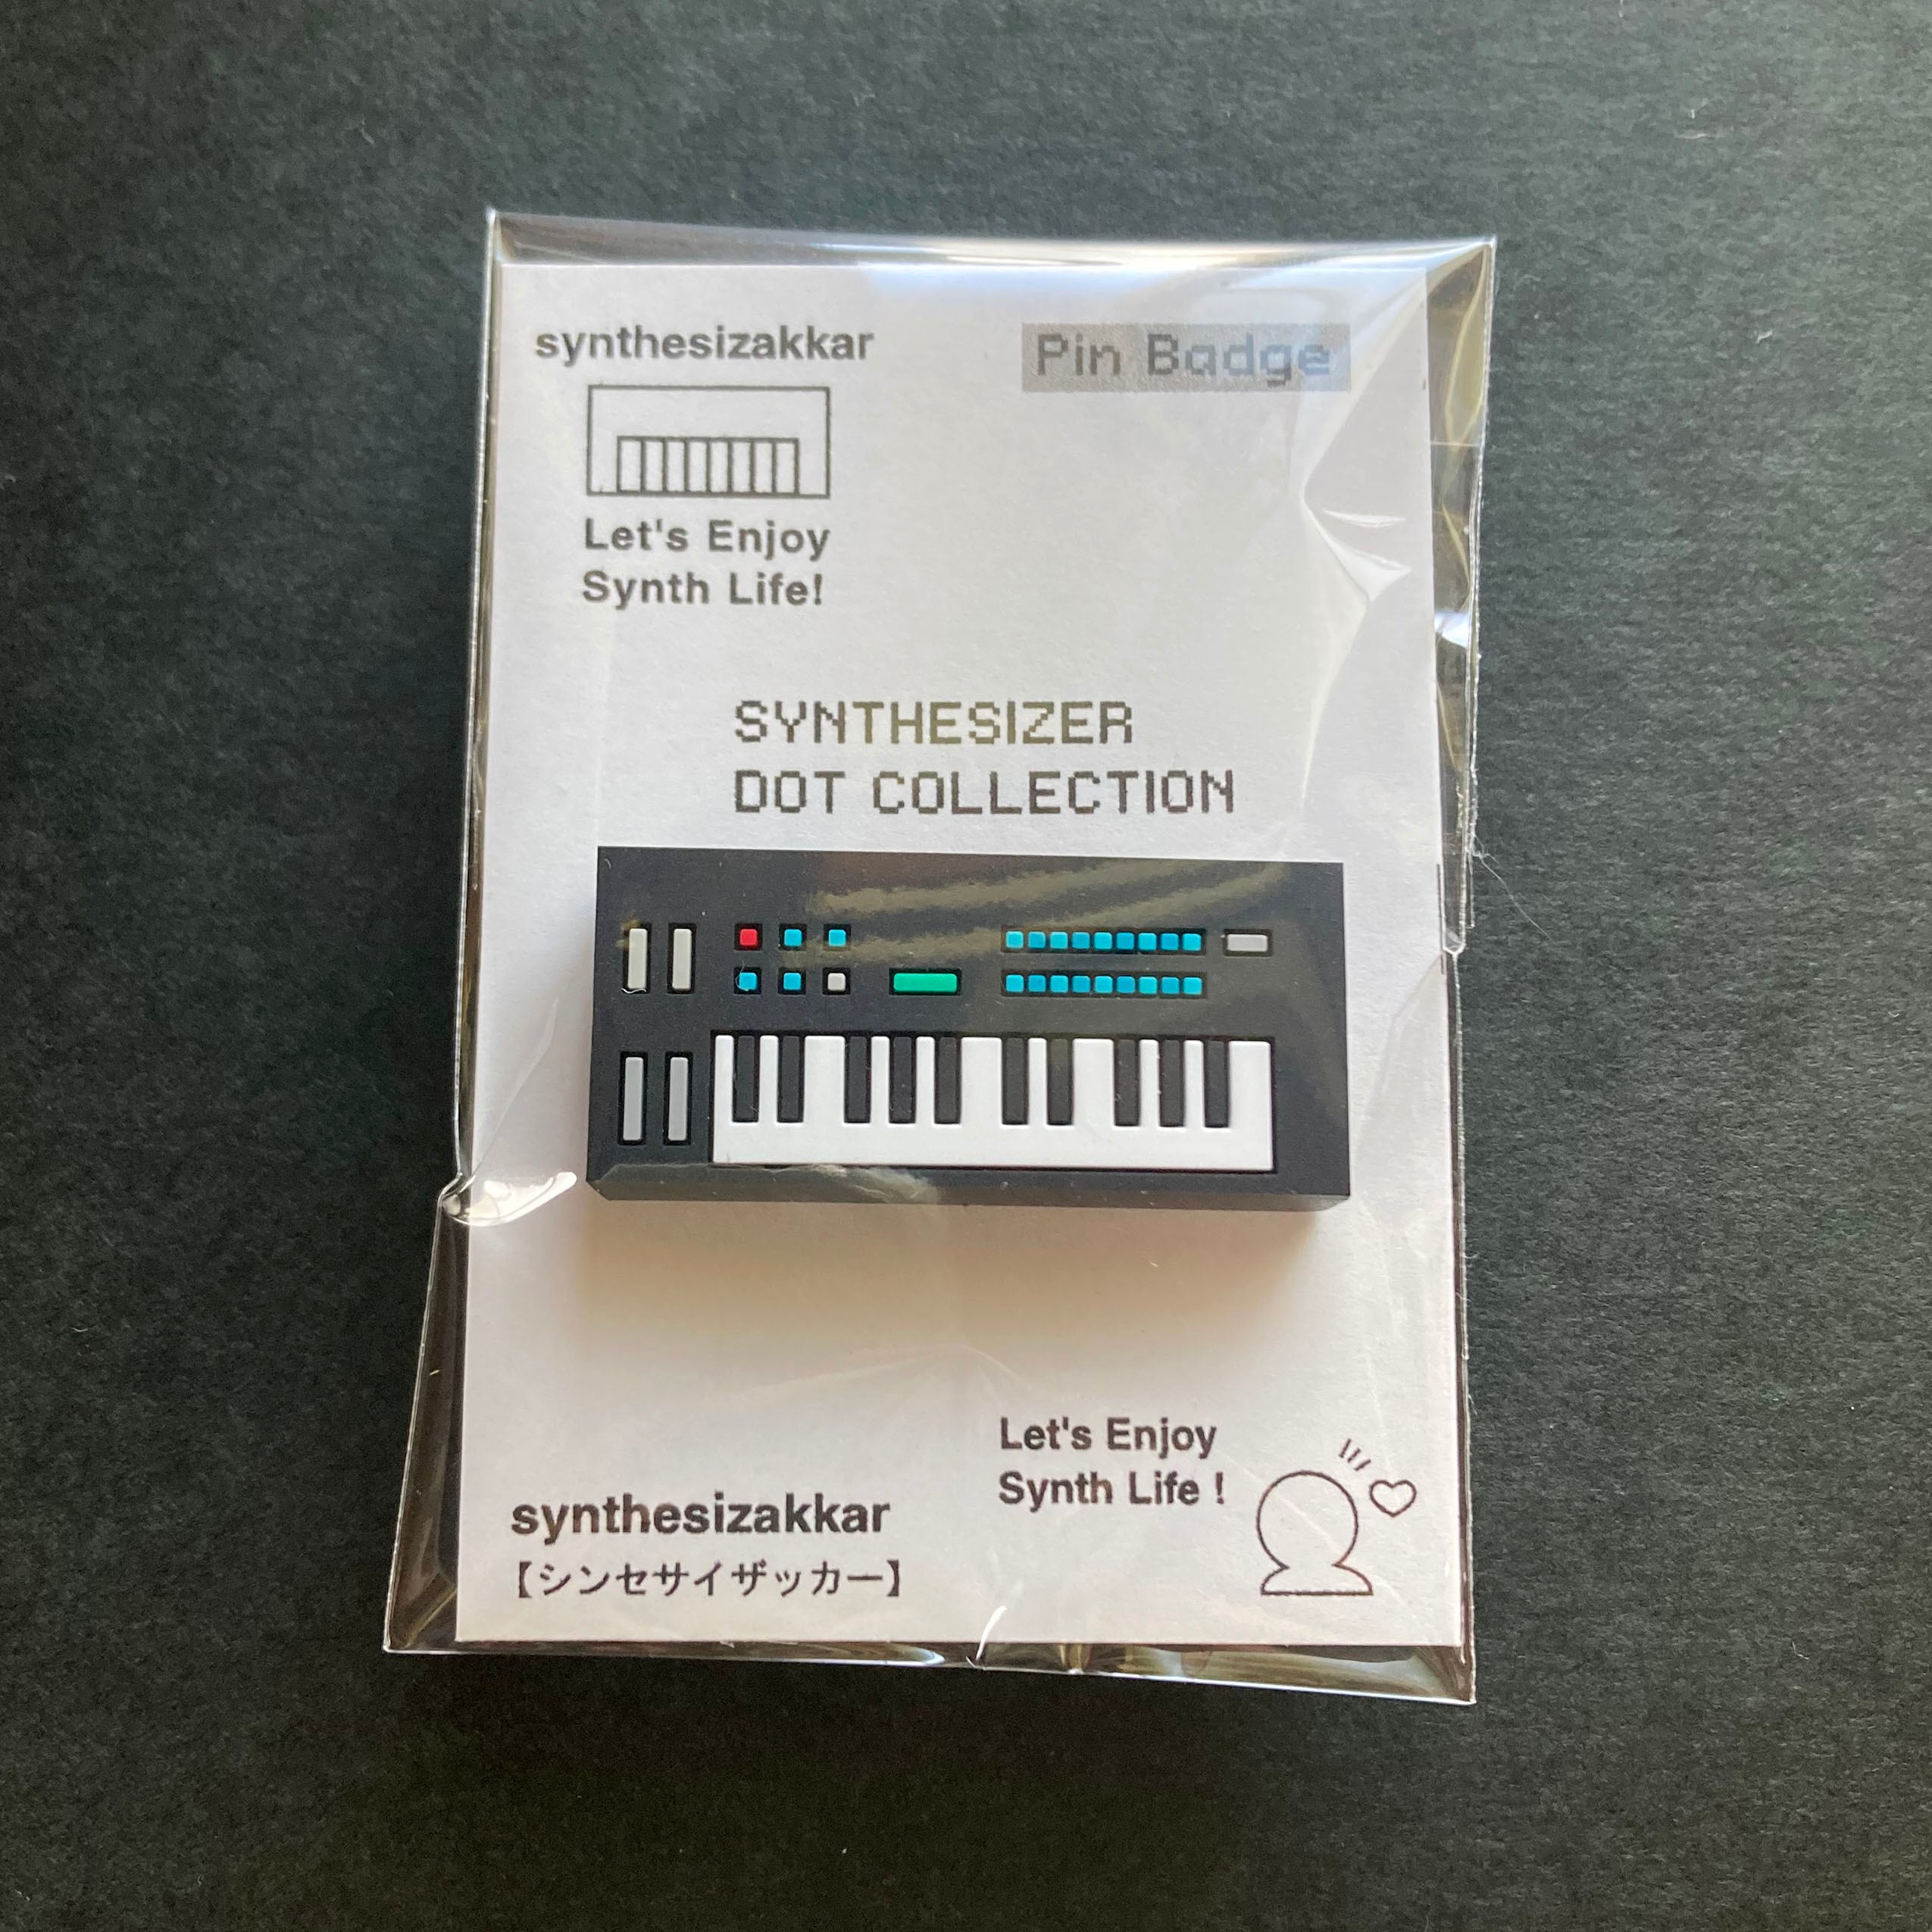 synthesizakkar
Pin Badge
Let's Enjoy
Synth Life!
SYNTHESIZER
DOT COLLECTION
Let's Enjoy
Synth Life !
synthesizakkar
【シンセサイザッカー】